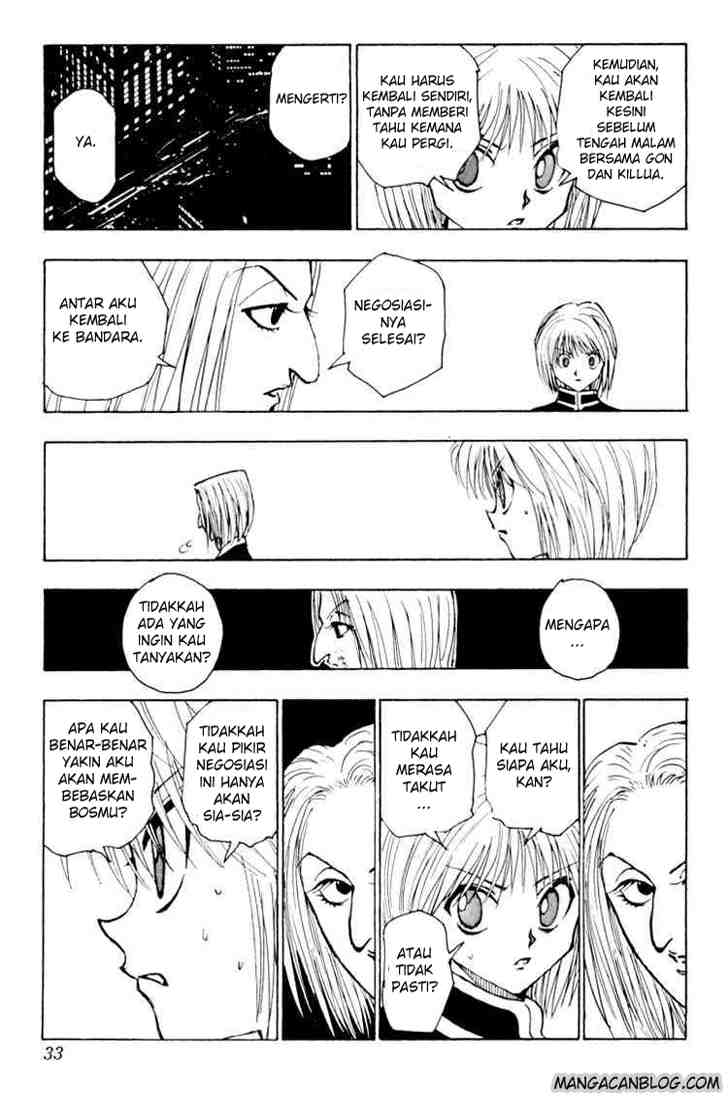 KEMUDIAN,
KAU AKAN
KEMBALI
KESINI
SEBELUM
TENGAH MALAM
BERSAMA GON
DAN KILLUA.
KAU HARUS
KEMBALI SENDIRI,
TANPA MEMBERI
TAHU KEMANA
KAU PERGI.
MENGERTI?
YA.
NEGOSIASI-
NYA
SELESAI?
ANTAR AKU
KEMBALI
KE BANDARA.
MENGAPA
...
TIDAKKAH
ADA YANG
INGIN KAU
TANYAKAN?
KAU TAHU
SIAPA AKU,
KAN?
TIDAKKAH
KAU
MERASA
TAKUT
...
ATAU
TIDAK
PASTI?
TIDAKKAH
KAU PIKIR
NEGOSIASI
INI HANYA
AKAN
SIA-SIA?
APA KAU
BENAR-BENAR
YAKIN AKU
AKAN MEM-
BEBASKAN
BOSMU?
33
MANGACANBLOG.COM